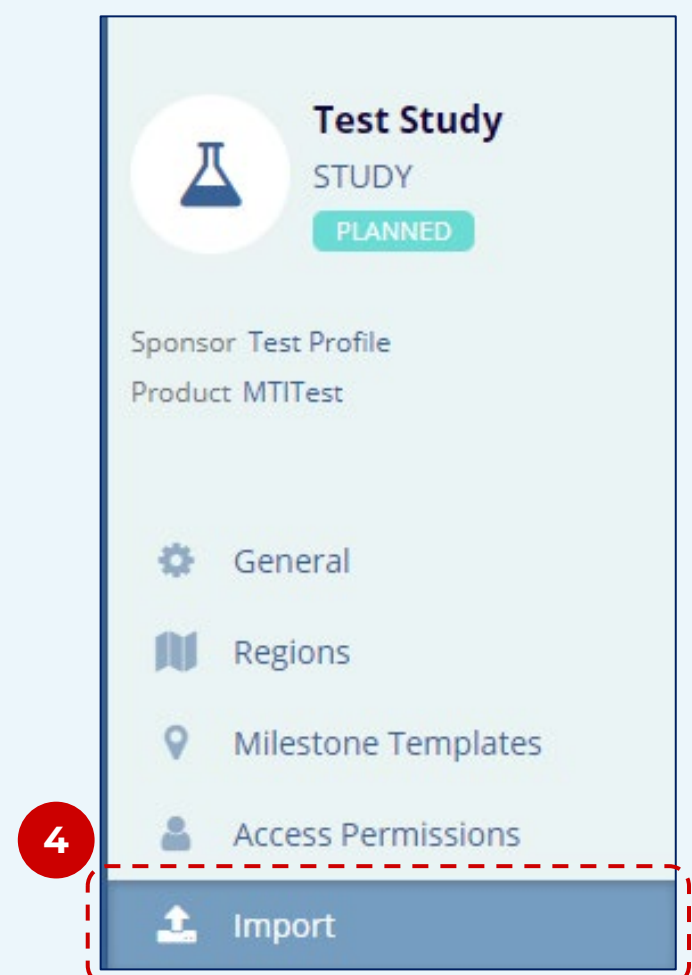 Test Study
STUDY
PLANNED
Sponsor Test Profile
Product MTITest
General
Regions
Milestone Templates
Access Permissions
4
Import